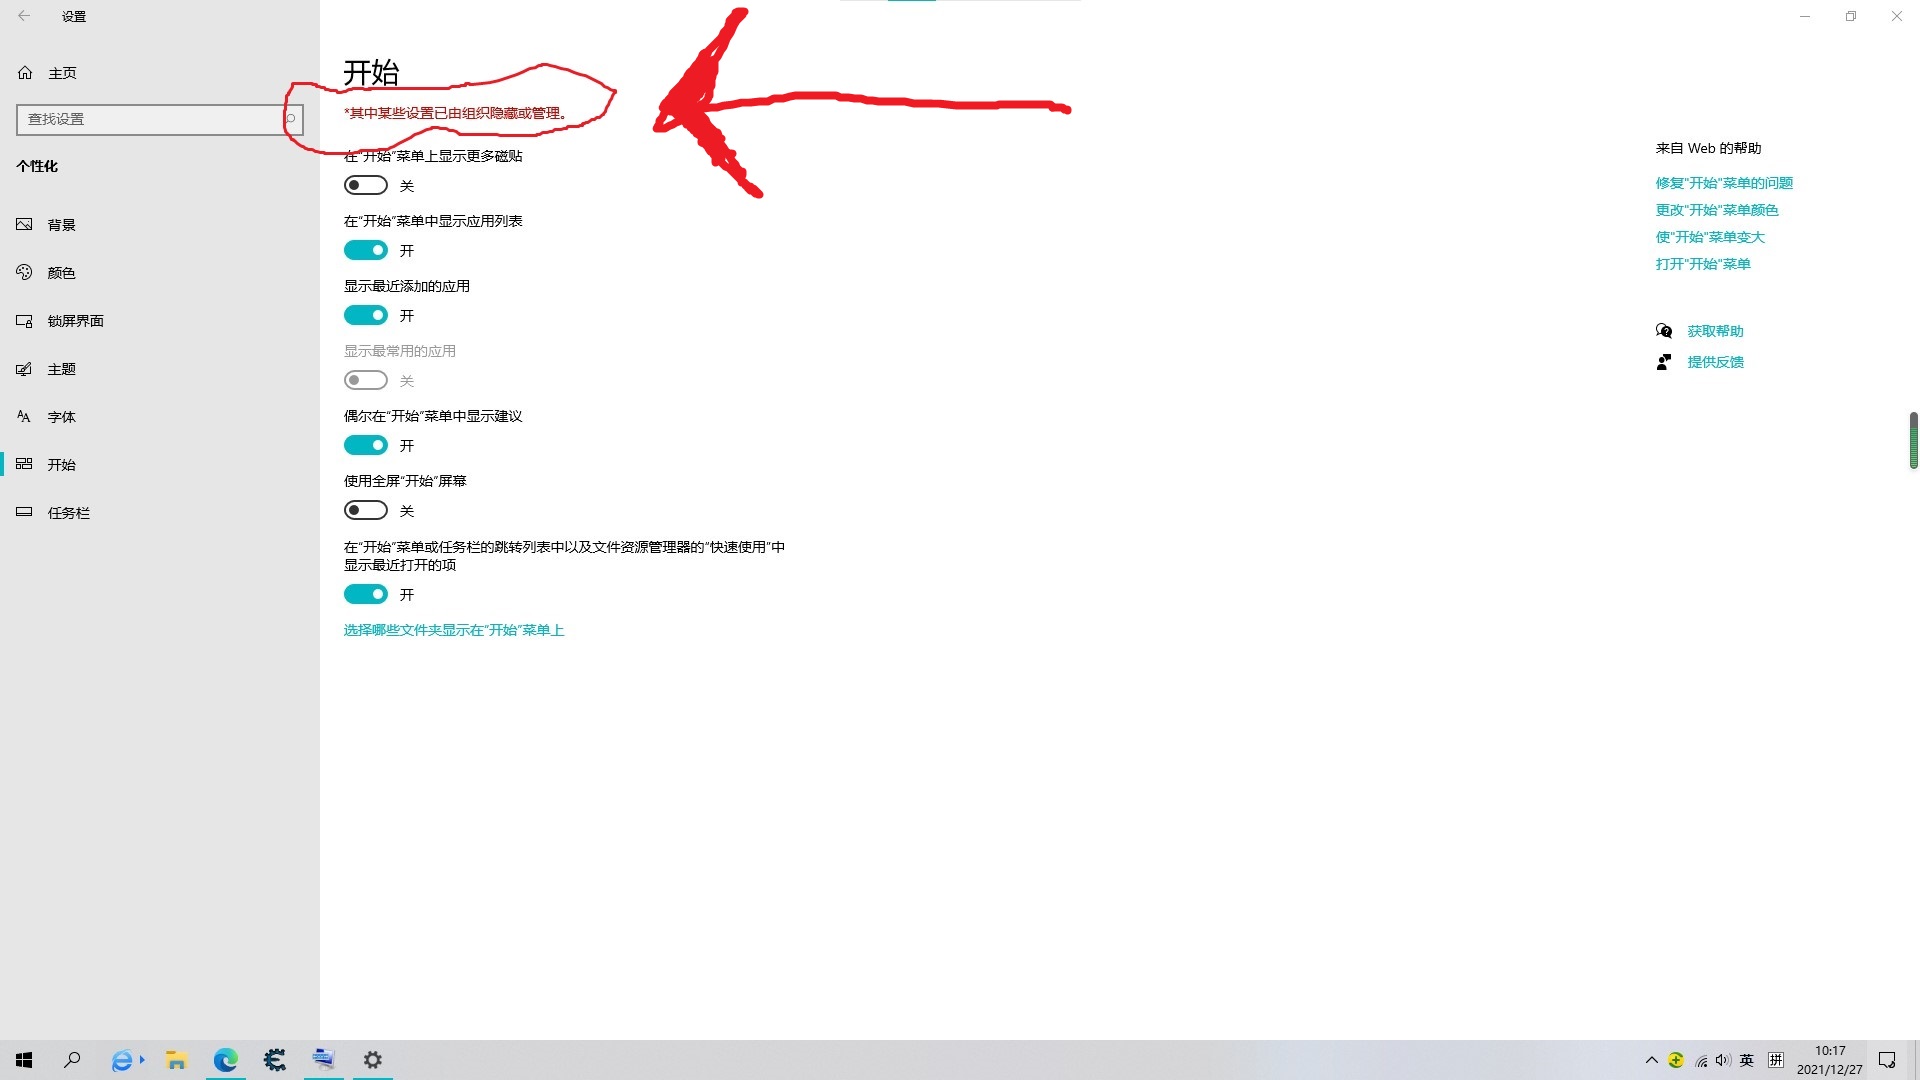 设置
主页
查找设置
个性化
背景
颜色
锁屏界面
主题
字体
开始
任务栏
开始
*其中某些设置已由组织隐藏或管理。
在"开始"菜单上显示更多磁贴
关
在"开始"菜单中显示应用列表
开
显示最近添加的应用
开
显示最常用的应用
关
偶尔在"开始"菜单中显示建议
开
使用全屏"开始"屏幕
关
在"开始"菜单或任务栏的跳转列表中以及文件资源管理器的"快速使用"中
显示最近打开的项
开
选择哪些文件夹显示在"开始"菜单上
来自 Web 的帮助
修复"开始"菜单的问题
更改"开始"菜单颜色
使"开始"菜单变大
打开"开始"菜单
获取帮助
提供反馈
英
拼
10:17
2021/12/27